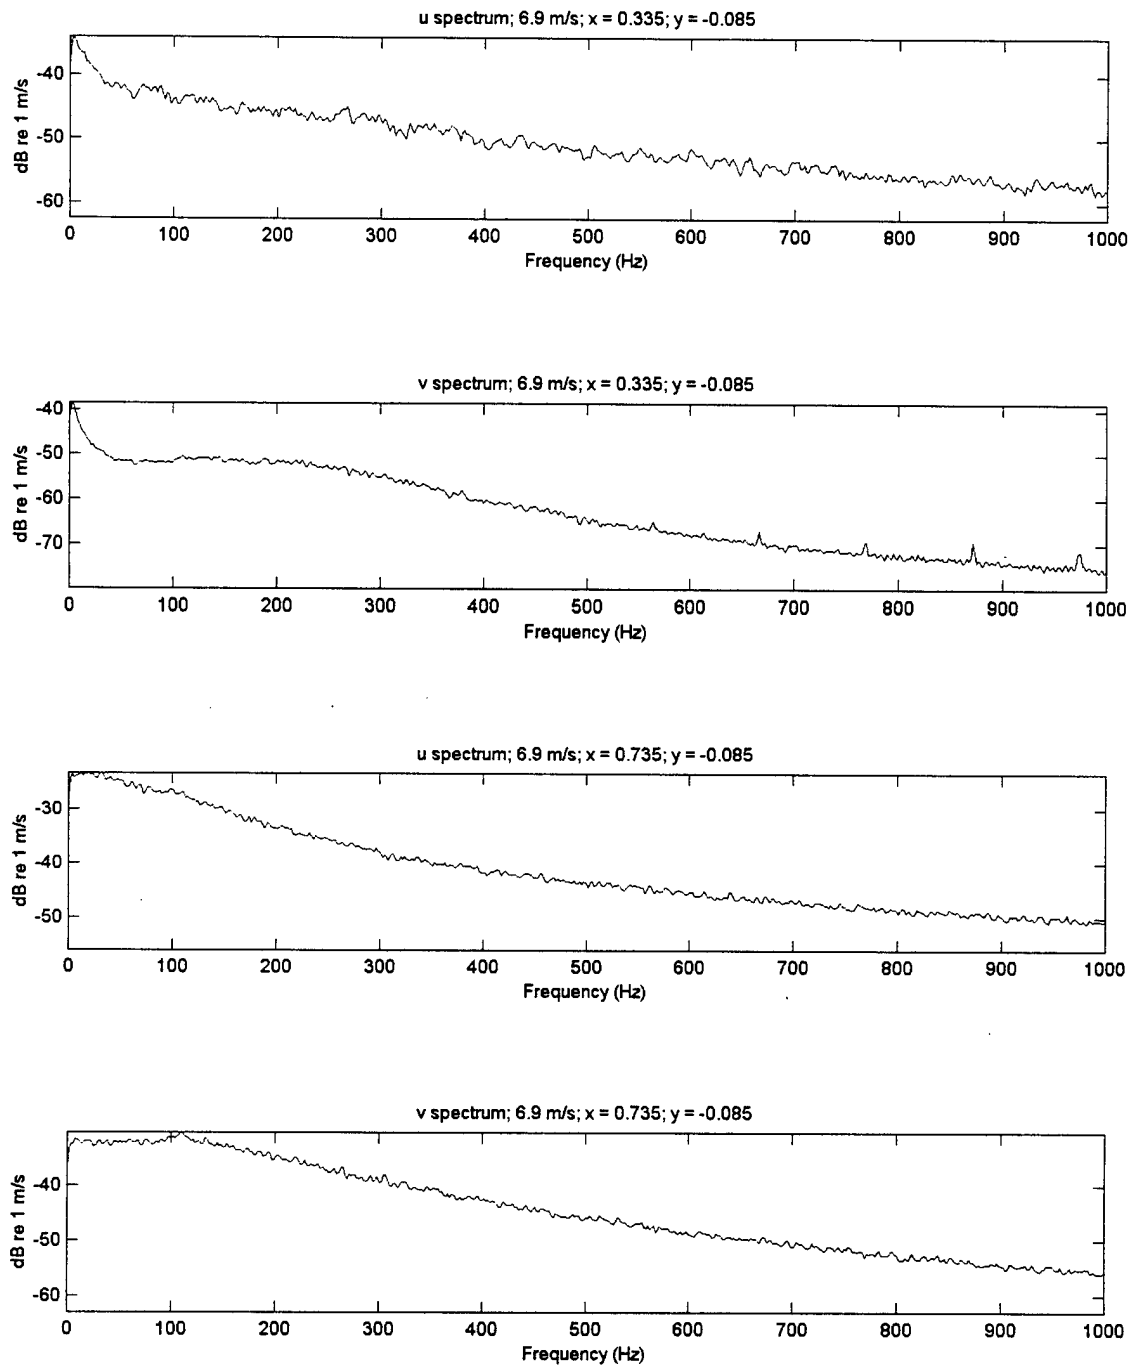 u spectrum; 6.9 m/s; x = 0.335; y = -0.085
dB re 1 m/s
-40
-50
-60
0 100 200 300 400 500 600 700 800 900 1000
Frequency (Hz)
v spectrum; 6.9 m/s; x = 0.335; y = -0.085
dB re 1 m/s
-40
-50
-60
-70
0 100 200 300 400 500 600 700 800 900 1000
Frequency (Hz)
u spectrum; 6.9 m/s; x = 0.735; y = -0.085
dB re 1 m/s
-30
-40
-50
0 100 200 300 400 500 600 700 800 900 1000
Frequency (Hz)
v spectrum; 6.9 m/s; x = 0.735; y = -0.085
dB re 1 m/s
-40
-50
-60
0 100 200 300 400 500 600 700 800 900 1000
Frequency (Hz)